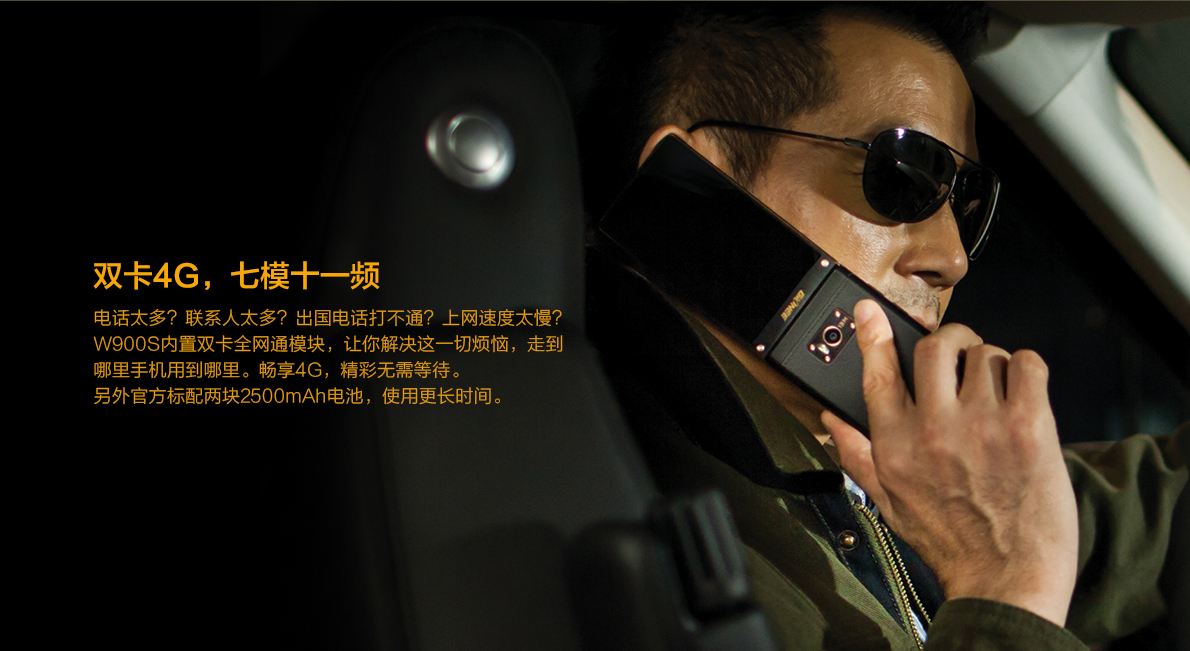 双卡4G，七模十一频
电话太多？联系人太多？出国电话打不通？上网速度太慢？
W900S内置双卡全网通模块，让你解决这一切烦恼，走到
哪里手机用到哪里。畅享4G，精彩无需等待。
另外官方标配两块2500mAh电池，使用更长时间。
GIONEE